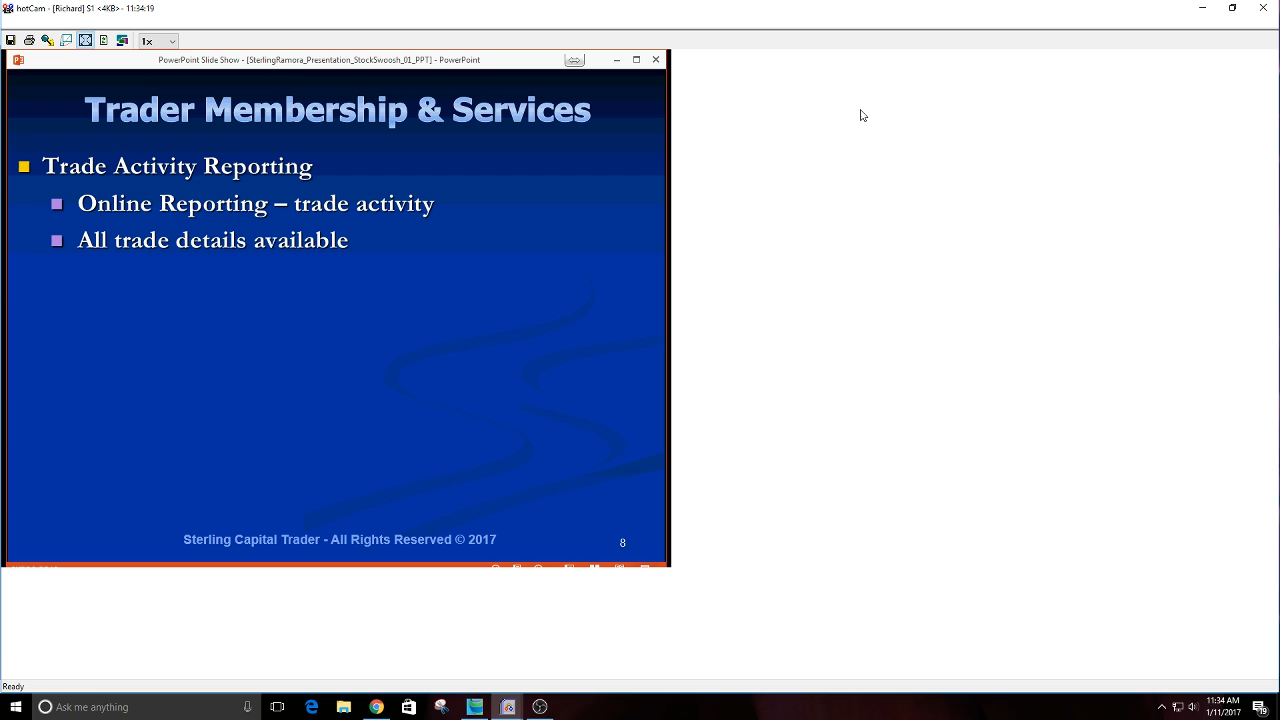 hotCam - [Richard] S1 <4KB> - 11:34:19
1x
PowerPoint Slide Show - [SterlingRamora_Presentation_StockSwoosh_01_PPT] - PowerPoint
Trader Membership & Services
Trade Activity Reporting
Online Reporting – trade activity
All trade details available
Sterling Capital Trader - All Rights Reserved © 2017
8
Ready
Ask me anything
11:34 AM
1/11/2017